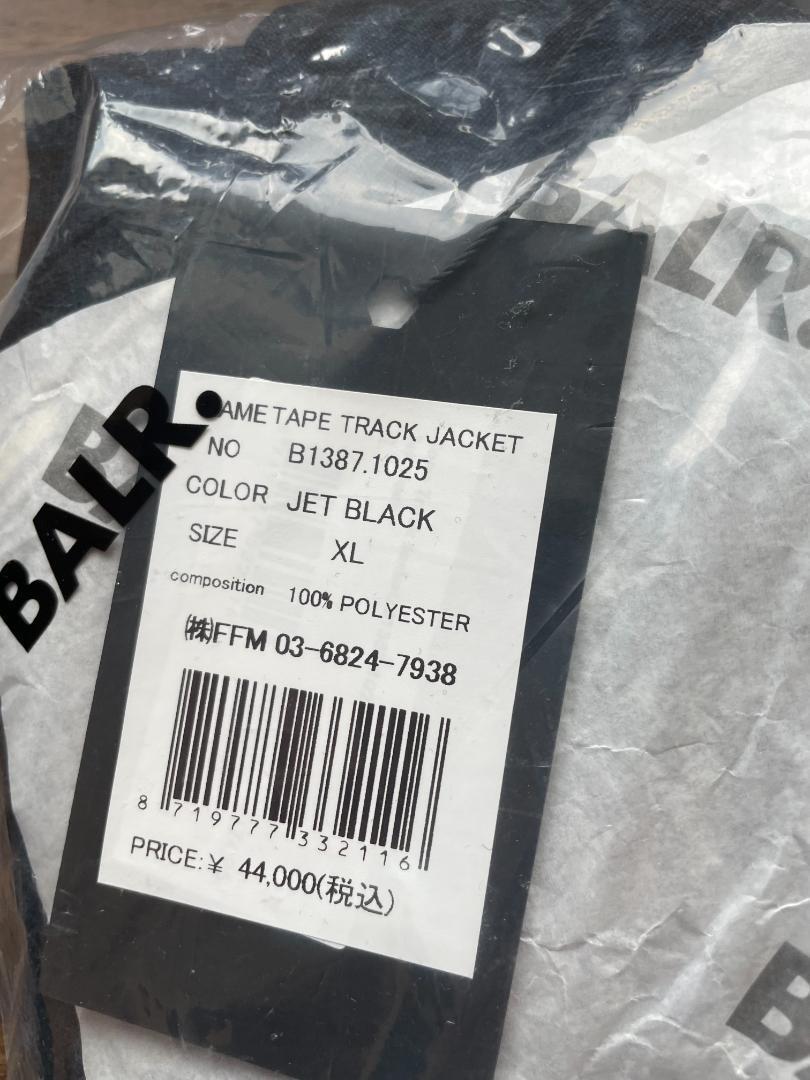 BALR.
BALR.
NAME TAPE TRACK JACKET
NO B1387.1025
COLOR JET BLACK
SIZE XL
composition 100% POLYESTER
㈱FFM 03-6824-7938
8 719777 332116
PRICE:¥ 44,000(税込)